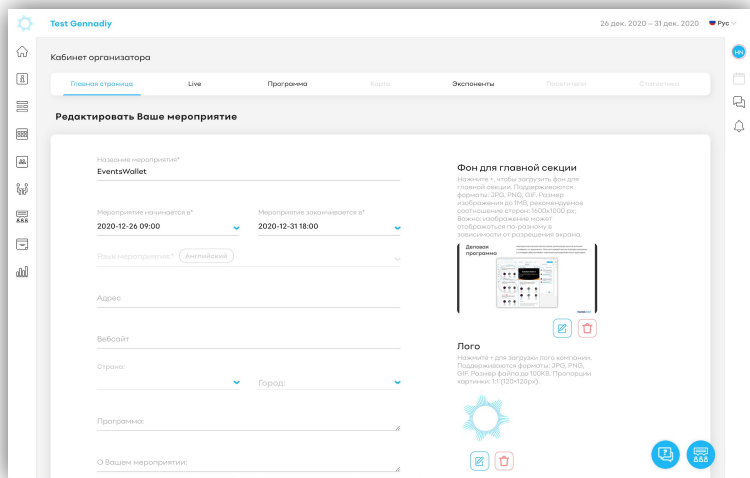 Test Gennadiy
26 дек. 2020 – 31 дек. 2020
Рус
HN
Кабинет организатора
Главная страница
Live
Программа
Карта
Экспоненты
Посетители
Статистика
Редактировать Ваше мероприятие
Название мероприятия*
EventsWallet
Мероприятие начинается в*
Мероприятие заканчивается в*
2020-12-26 09:00
2020-12-31 18:00
Язык мероприятия:*
Английский
Адрес
Вебсайт
Страна:
Город:
Программа:
О Вашем мероприятии:
Фон для главной секции
Нажмите +, чтобы загрузить фон для
главной секции. Поддерживаются
форматы: JPG, PNG, GIF. Размер
изображения до 1MB, рекомендуемое
соотношение сторон: 1600x1000 px;
Важно: изображение может
отображаться по-разному в
зависимости от разрешения экрана.
Деловая
программа
Лого
Нажмите + для загрузки лого компании.
Поддерживаются форматы: JPG, PNG,
GIF. Размер файла до 100KB. Пропорции
картинки: 1:1 (120×120px).